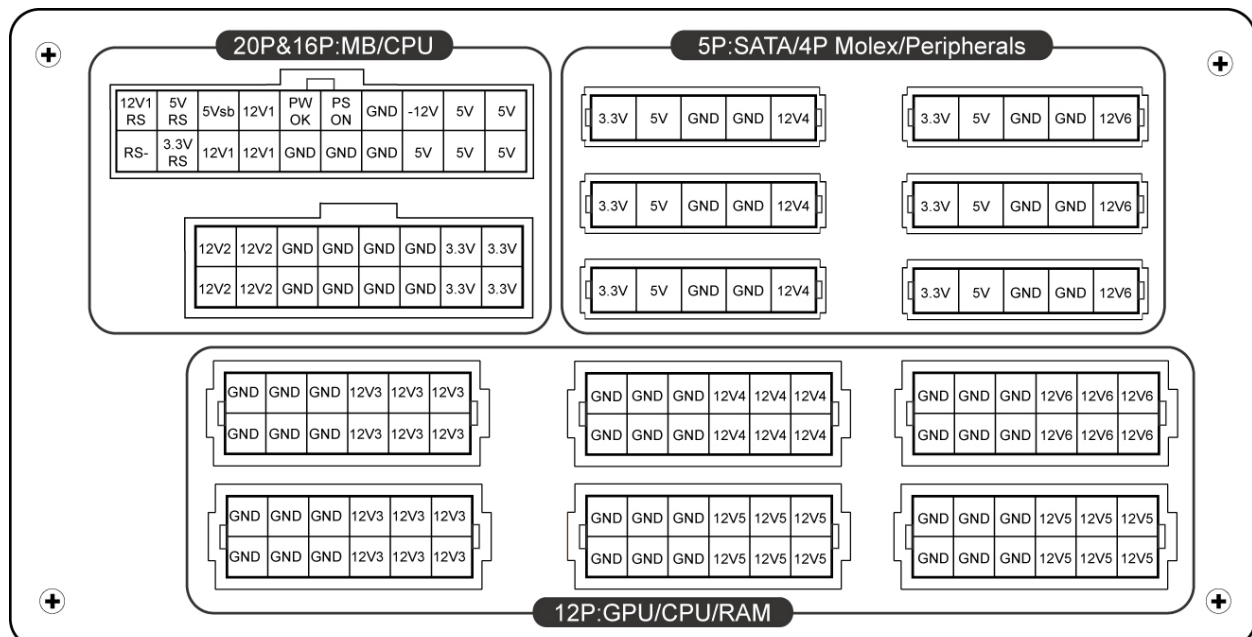 20P&16P:MB/CPU
12V1 RS 5V RS 5Vsb 12V1 PW OK PS ON GND -12V 5V 5V
RS- 3.3V RS 12V1 12V1 GND GND GND 5V 5V 5V
12V2 12V2 GND GND GND GND 3.3V 3.3V
12V2 12V2 GND GND GND GND 3.3V 3.3V
5P:SATA/4P Molex/Peripherals
3.3V 5V GND GND 12V4
3.3V 5V GND GND 12V6
3.3V 5V GND GND 12V4
3.3V 5V GND GND 12V6
3.3V 5V GND GND 12V4
3.3V 5V GND GND 12V6
GND GND GND 12V3 12V3 12V3
GND GND GND 12V3 12V3 12V3
GND GND GND 12V4 12V4 12V4
GND GND GND 12V4 12V4 12V4
GND GND GND 12V6 12V6 12V6
GND GND GND 12V6 12V6 12V6
GND GND GND 12V3 12V3 12V3
GND GND GND 12V3 12V3 12V3
GND GND GND 12V5 12V5 12V5
GND GND GND 12V5 12V5 12V5
GND GND GND 12V5 12V5 12V5
GND GND GND 12V5 12V5 12V5
12P:GPU/CPU/RAM